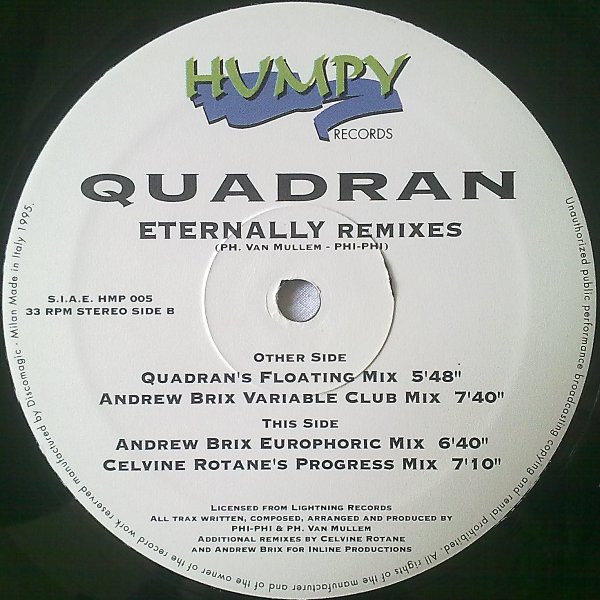 HUMPY
RECORDS
QUADRAN
ETERNALLY REMIXES
(PH. VAN MULLEM - PHI-PHI)
S.I.A.E. HMP 005
33 RPM STEREO SIDE B
OTHER SIDE
QUADRAN'S FLOATING MIX 5'48"
ANDREW BRIX VARIABLE CLUB MIX 7'40"
THIS SIDE
ANDREW BRIX EUROPHORIC MIX 6'40"
CELVINE ROTANE'S PROGRESS MIX 7'10"
LICENSED FROM LIGHTNING RECORDS
ALL TRAX WRITTEN, COMPOSED, ARRANGED AND PRODUCED BY
PHI-PHI & PH. VAN MULLEM
ADDITIONAL REMIXES BY CELVINE ROTANE
AND ANDREW BRIX FOR INLINE PRODUCTIONS
Unauthorized public performance broadcasting copying and rental prohibited. All rights of the manufacturer and of the owner of the record work reserved manufactured by Discomagic - Milan Made in Italy 1995.